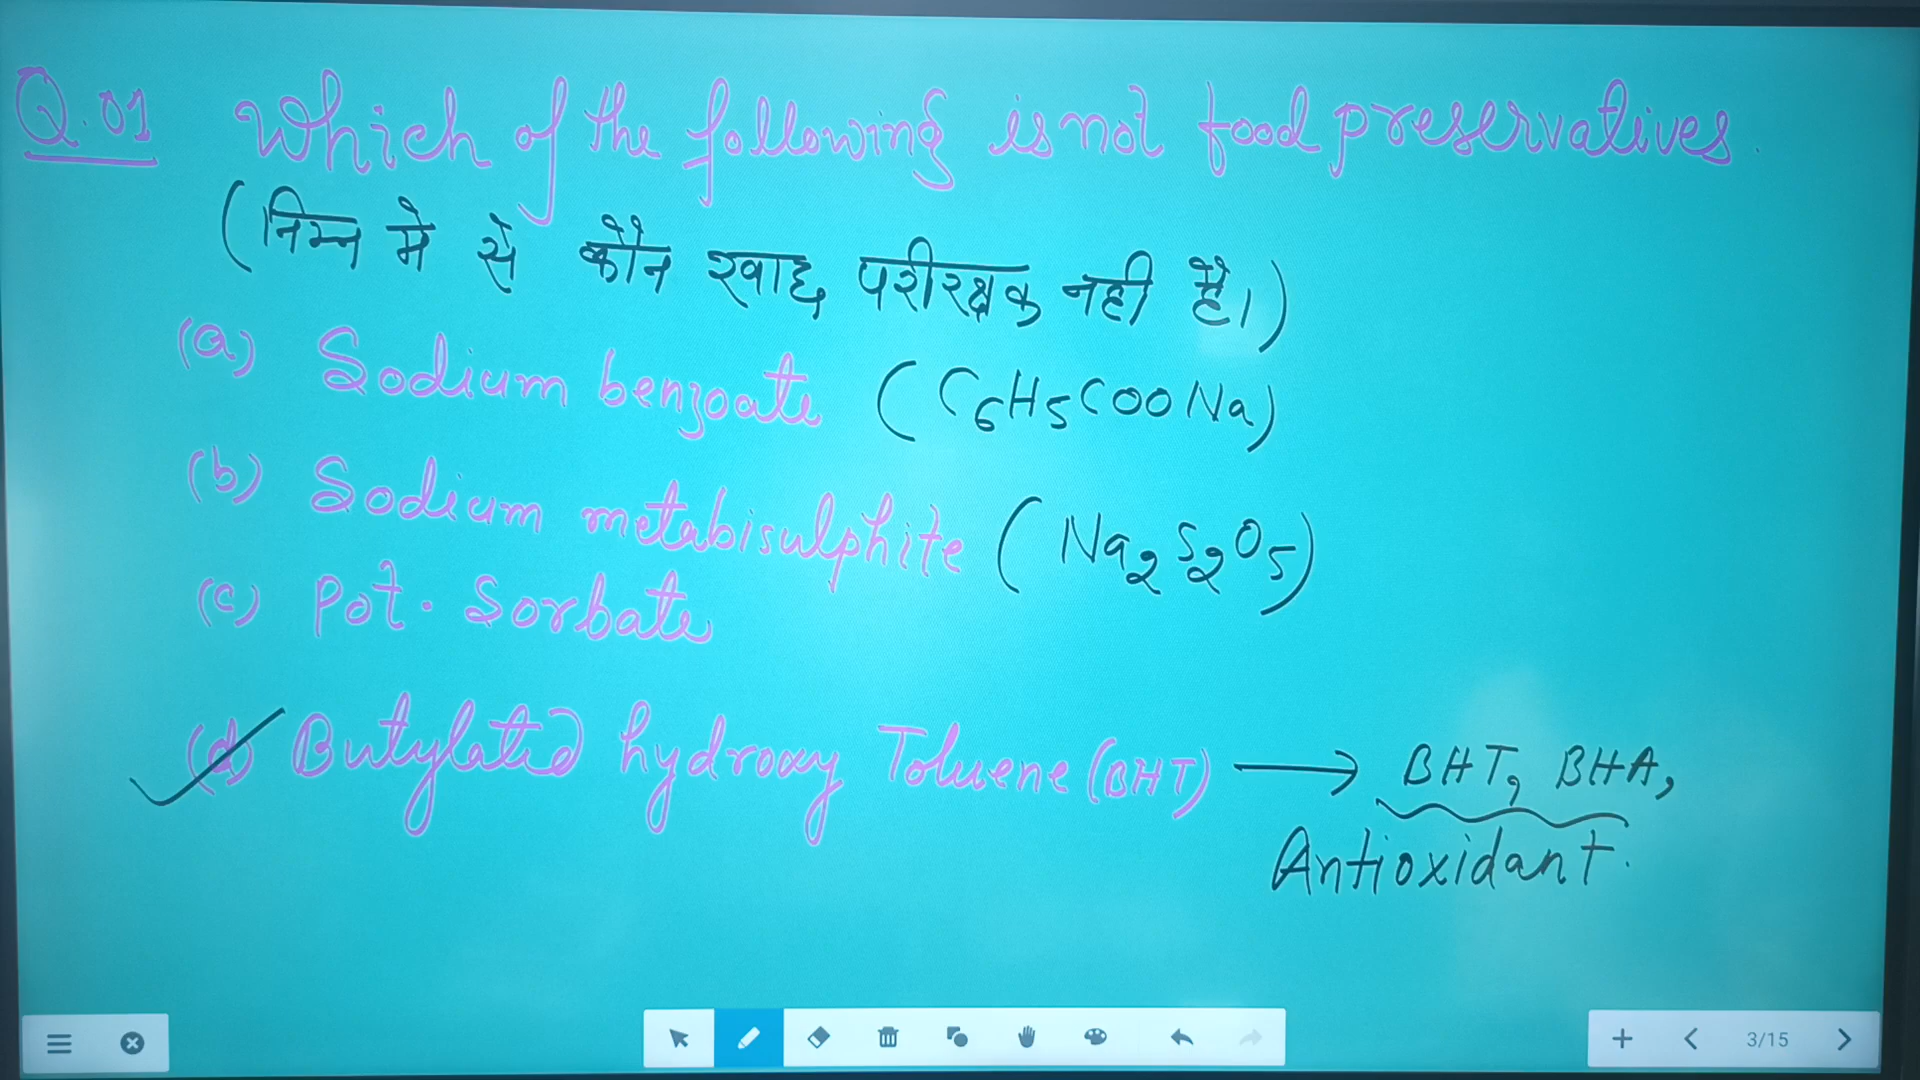 Q.01 Which of the following is not food preservatives.
(निम्न मे से कौन खाद्य परीरक्षक नही है।)
(a) Sodium benzoate (C6H5COONa)
(b) Sodium metabisulphite (Na2S2O5)
(c) Pot. Sorbate
(d) Butylated hydroxy Toluene (BHT) → BHT, BHA,
Antioxidant.
3/15